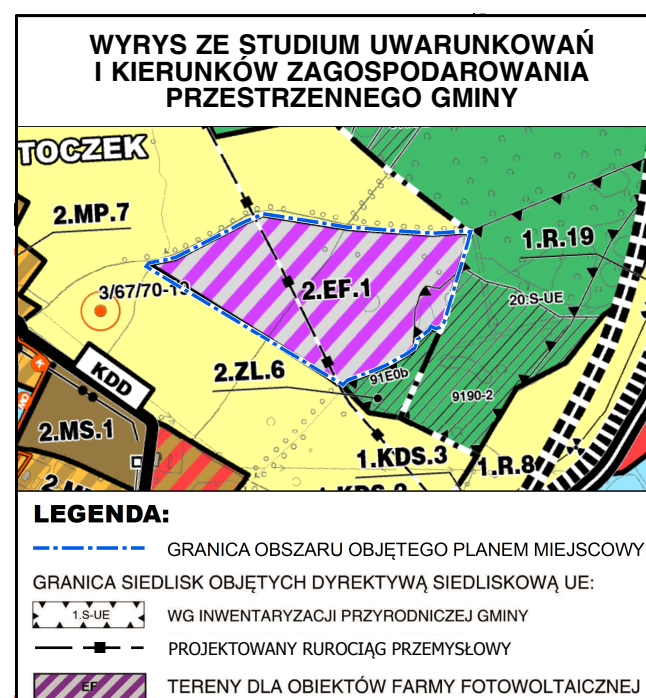 WYRYS ZE STUDIUM UWARUNKOWAŃ
I KIERUNKÓW ZAGOSPODAROWANIA
PRZESTRZENNEGO GMINY
TOCZEK
2.MP.7
1.R.19
3/67/70-13
2.EF.1
20.S-UE
KDD
2.ZL.6
91E0b
9190-2
K
2.MS.1
1.KDS.3
1.R.8
LEGENDA:
GRANICA OBSZARU OBJĘTEGO PLANEM MIEJSCOWY
GRANICA SIEDLISK OBJĘTYCH DYREKTYWĄ SIEDLISKOWĄ UE:
1.S-UE WG INWENTARYZACJI PRZYRODNICZEJ GMINY
PROJEKTOWANY RUROCIĄG PRZEMYSŁOWY
EF TERENY DLA OBIEKTÓW FARMY FOTOWOLTAICZNEJ